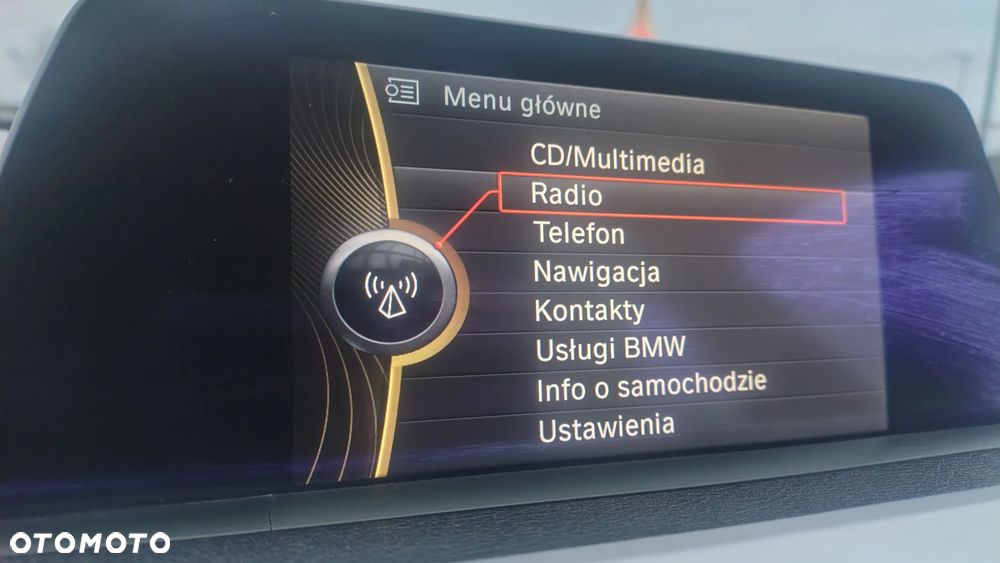 Menu główne
CD/Multimedia
Radio
Telefon
Nawigacja
Kontakty
Usługi BMW
Info o samochodzie
Ustawienia
OTOMOTO